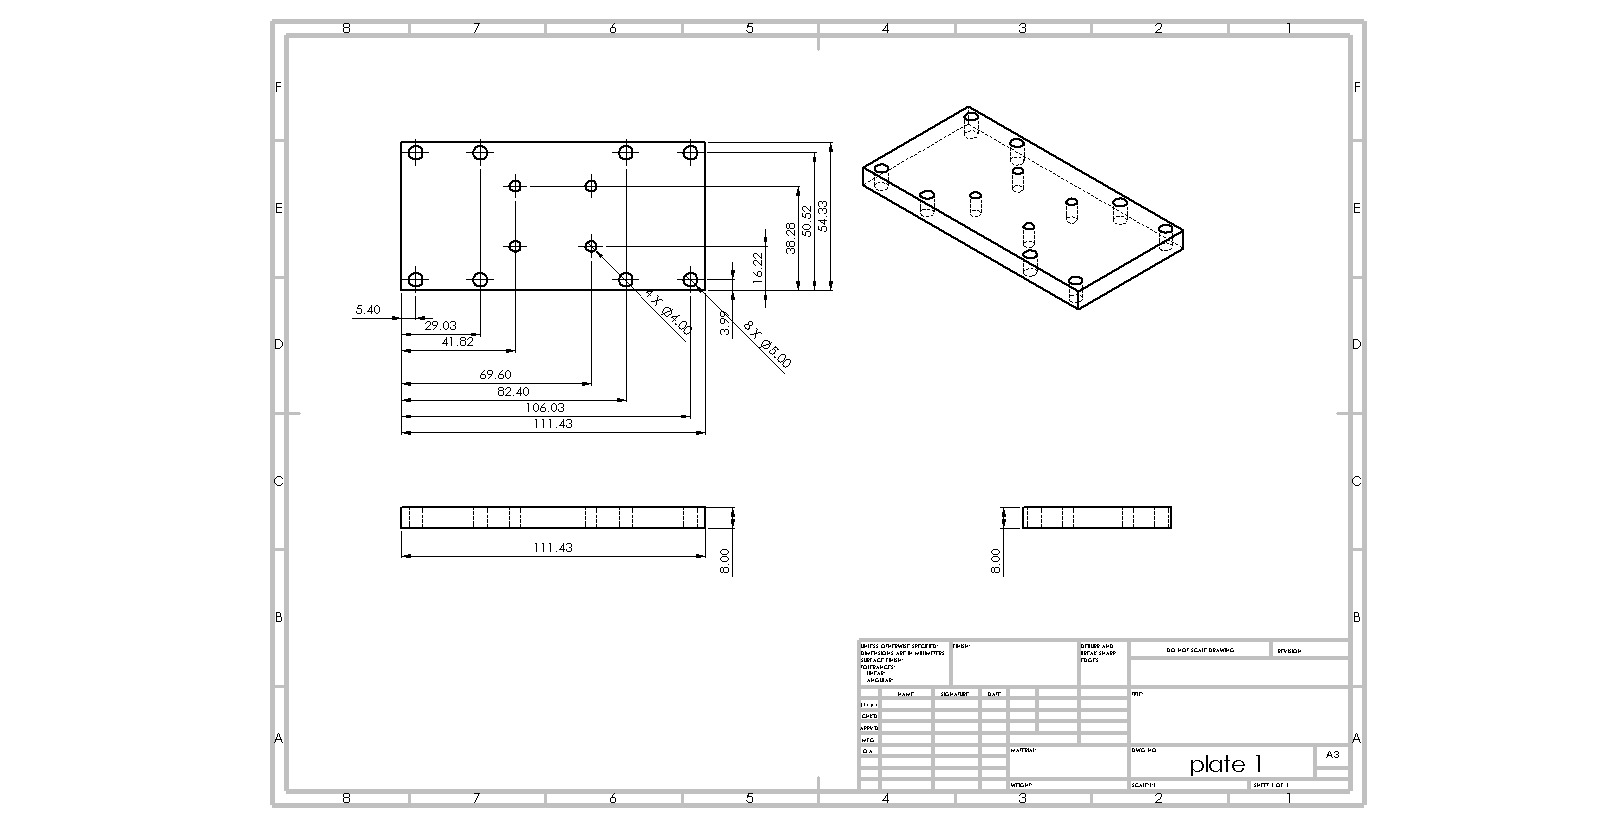 8 7 6 5 4 3 2 1
F F
E E
D D
C C
B B
A A
5.40
29.03
41.82
69.60
82.40
106.03
111.43
4 X Ø4.00
8 X Ø5.00
3.99
16.22
38.28
50.52
54.33
111.43
8.00
8.00
UNLESS OTHERWISE SPECIFIED:
DIMENSIONS ARE IN MILLIMETERS
SURFACE FINISH:
TOLERANCES:
LINEAR:
ANGULAR:
FINISH:
DEBURR AND
BREAK SHARP
EDGES
DO NOT SCALE DRAWING
REVISION
NAME SIGNATURE DATE
CHK'D
APPV'D
MFG
Q.A
MATERIAL:
WEIGHT:
TITLE:
DWG NO.
plate 1
A3
SCALE:1:1
SHEET 1 OF 1
8 7 6 5 4 3 2 1